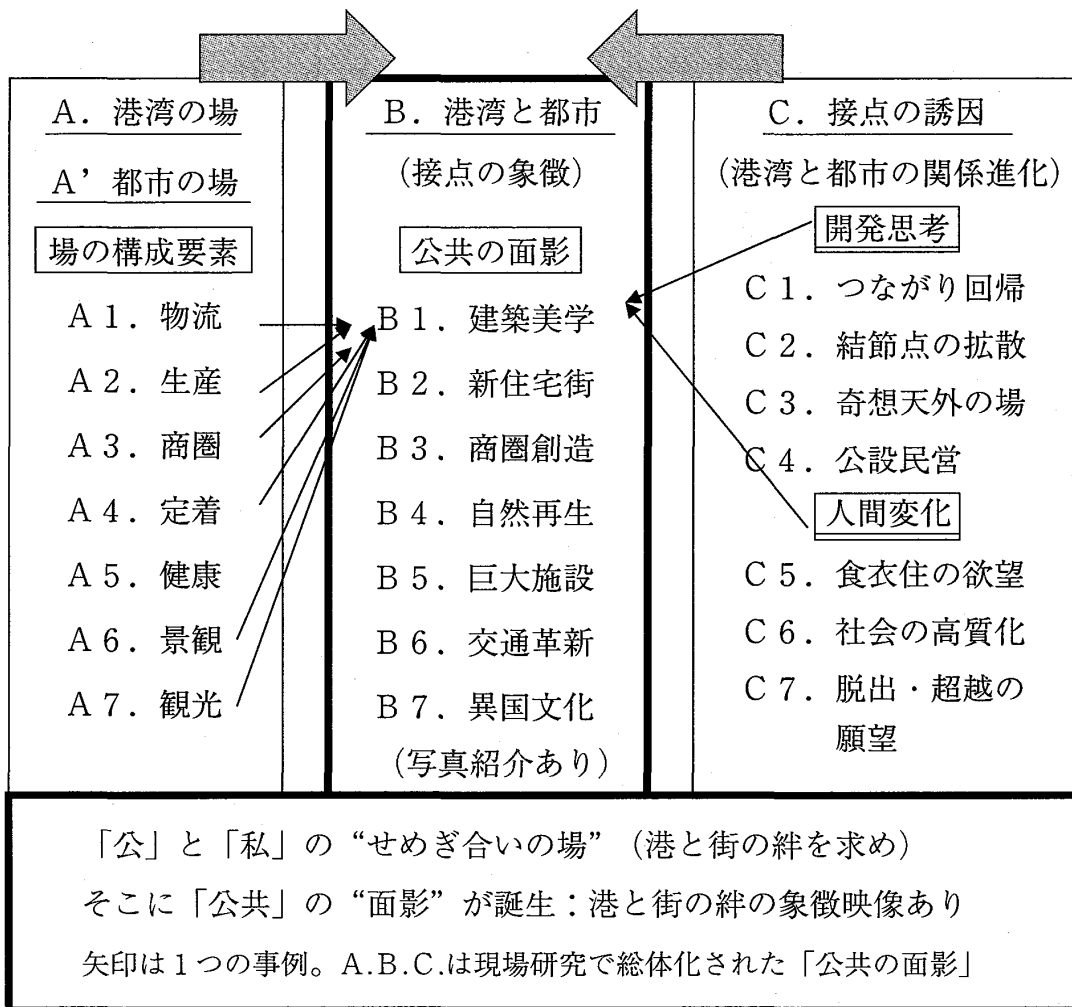 A．港湾の場
A’都市の場
場の構成要素
A１．物流
A２．生産
A３．商圏
A４．定着
A５．健康
A６．景観
A７．観光
B．港湾と都市
(接点の象徴)
公共の面影
B１．建築美学
B２．新住宅街
B３．商圏創造
B４．自然再生
B５．巨大施設
B６．交通革新
B７．異国文化
(写真紹介あり)
C．接点の誘因
(港湾と都市の関係進化)
開発思考
C１．つながり回帰
C２．結節点の拡散
C３．奇想天外の場
C４．公設民営
人間変化
C５．食衣住の欲望
C６．社会の高質化
C７．脱出・超越の
願望
「公」と「私」の“せめぎ合いの場”(港と街の絆を求め)
そこに「公共」の“面影”が誕生：港と街の絆の象徴映像あり
矢印は１つの事例。A.B.C.は現場研究で総体化された「公共の面影」